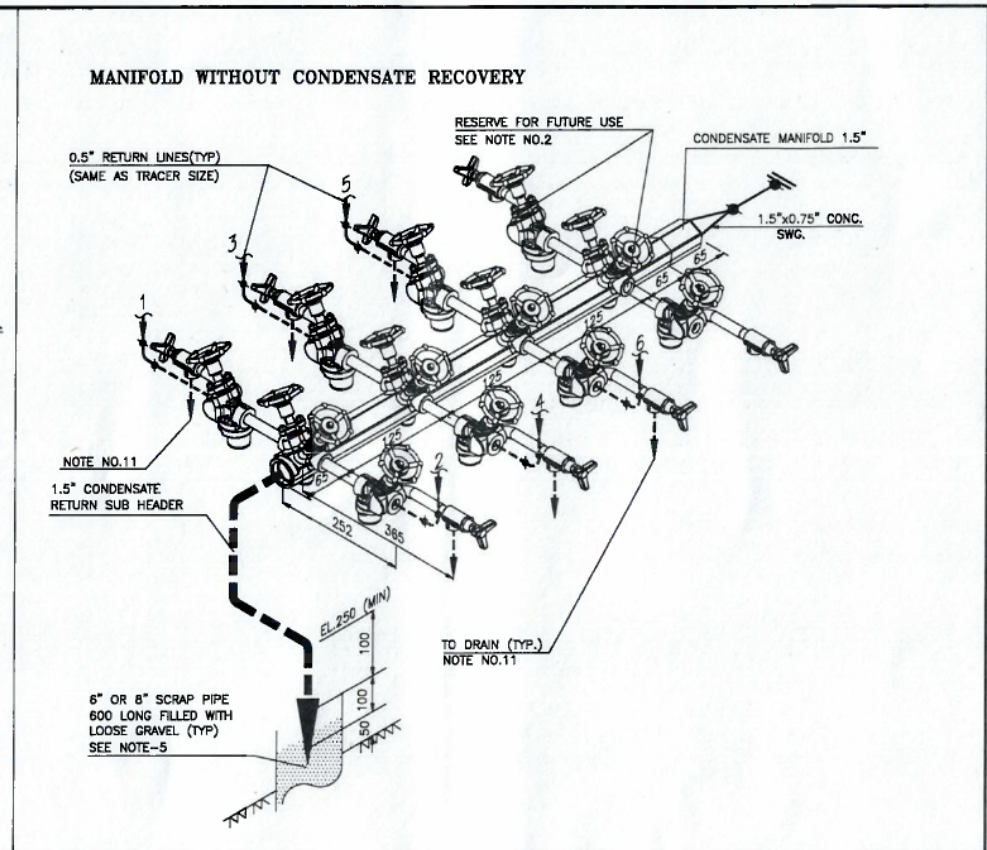 MANIFOLD WITHOUT CONDENSATE RECOVERY
RESERVE FOR FUTURE USE
SEE NOTE NO.2
CONDENSATE MANIFOLD 1.5"
0.5" RETURN LINES(TYP)
(SAME AS TRACER SIZE)
1.5"x0.75" CONC.
SWG.
5
3
1
65
65
125
125
125
65
6
4
2
NOTE NO.11
1.5" CONDENSATE
RETURN SUB HEADER
252
365
EL.250 (MIN)
100
100
50
TO DRAIN (TYP.)
NOTE NO.11
6" OR 8" SCRAP PIPE
600 LONG FILLED WITH
LOOSE GRAVEL (TYP)
SEE NOTE-5